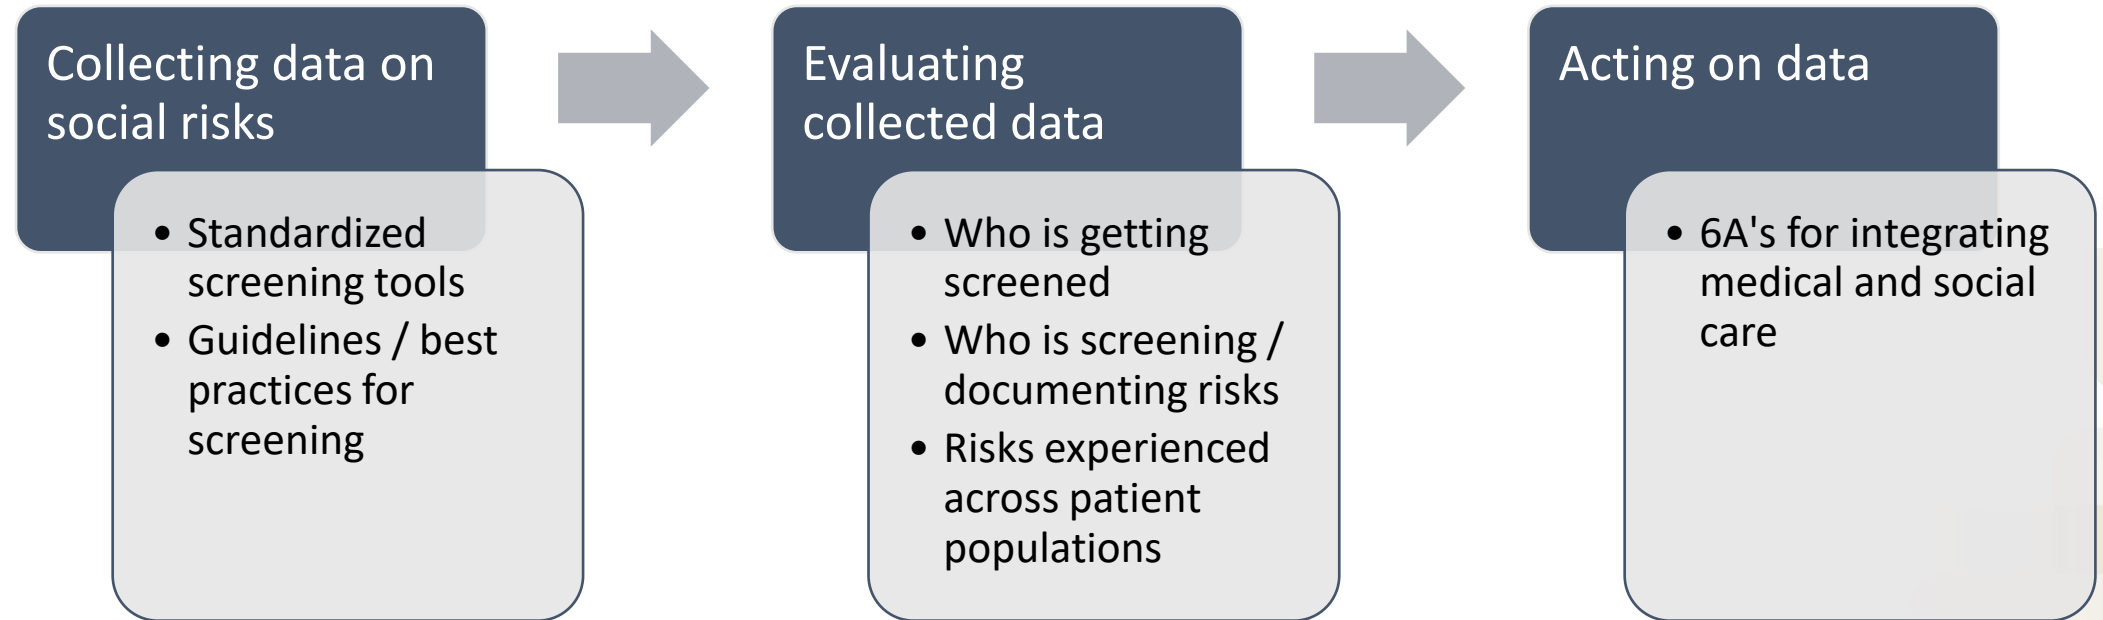 Collecting data on
social risks
• Standardized
screening tools
• Guidelines / best
practices for
screening
Evaluating
collected data
• Who is getting
screened
• Who is screening /
documenting risks
• Risks experienced
across patient
populations
Acting on data
• 6A's for integrating
medical and social
care